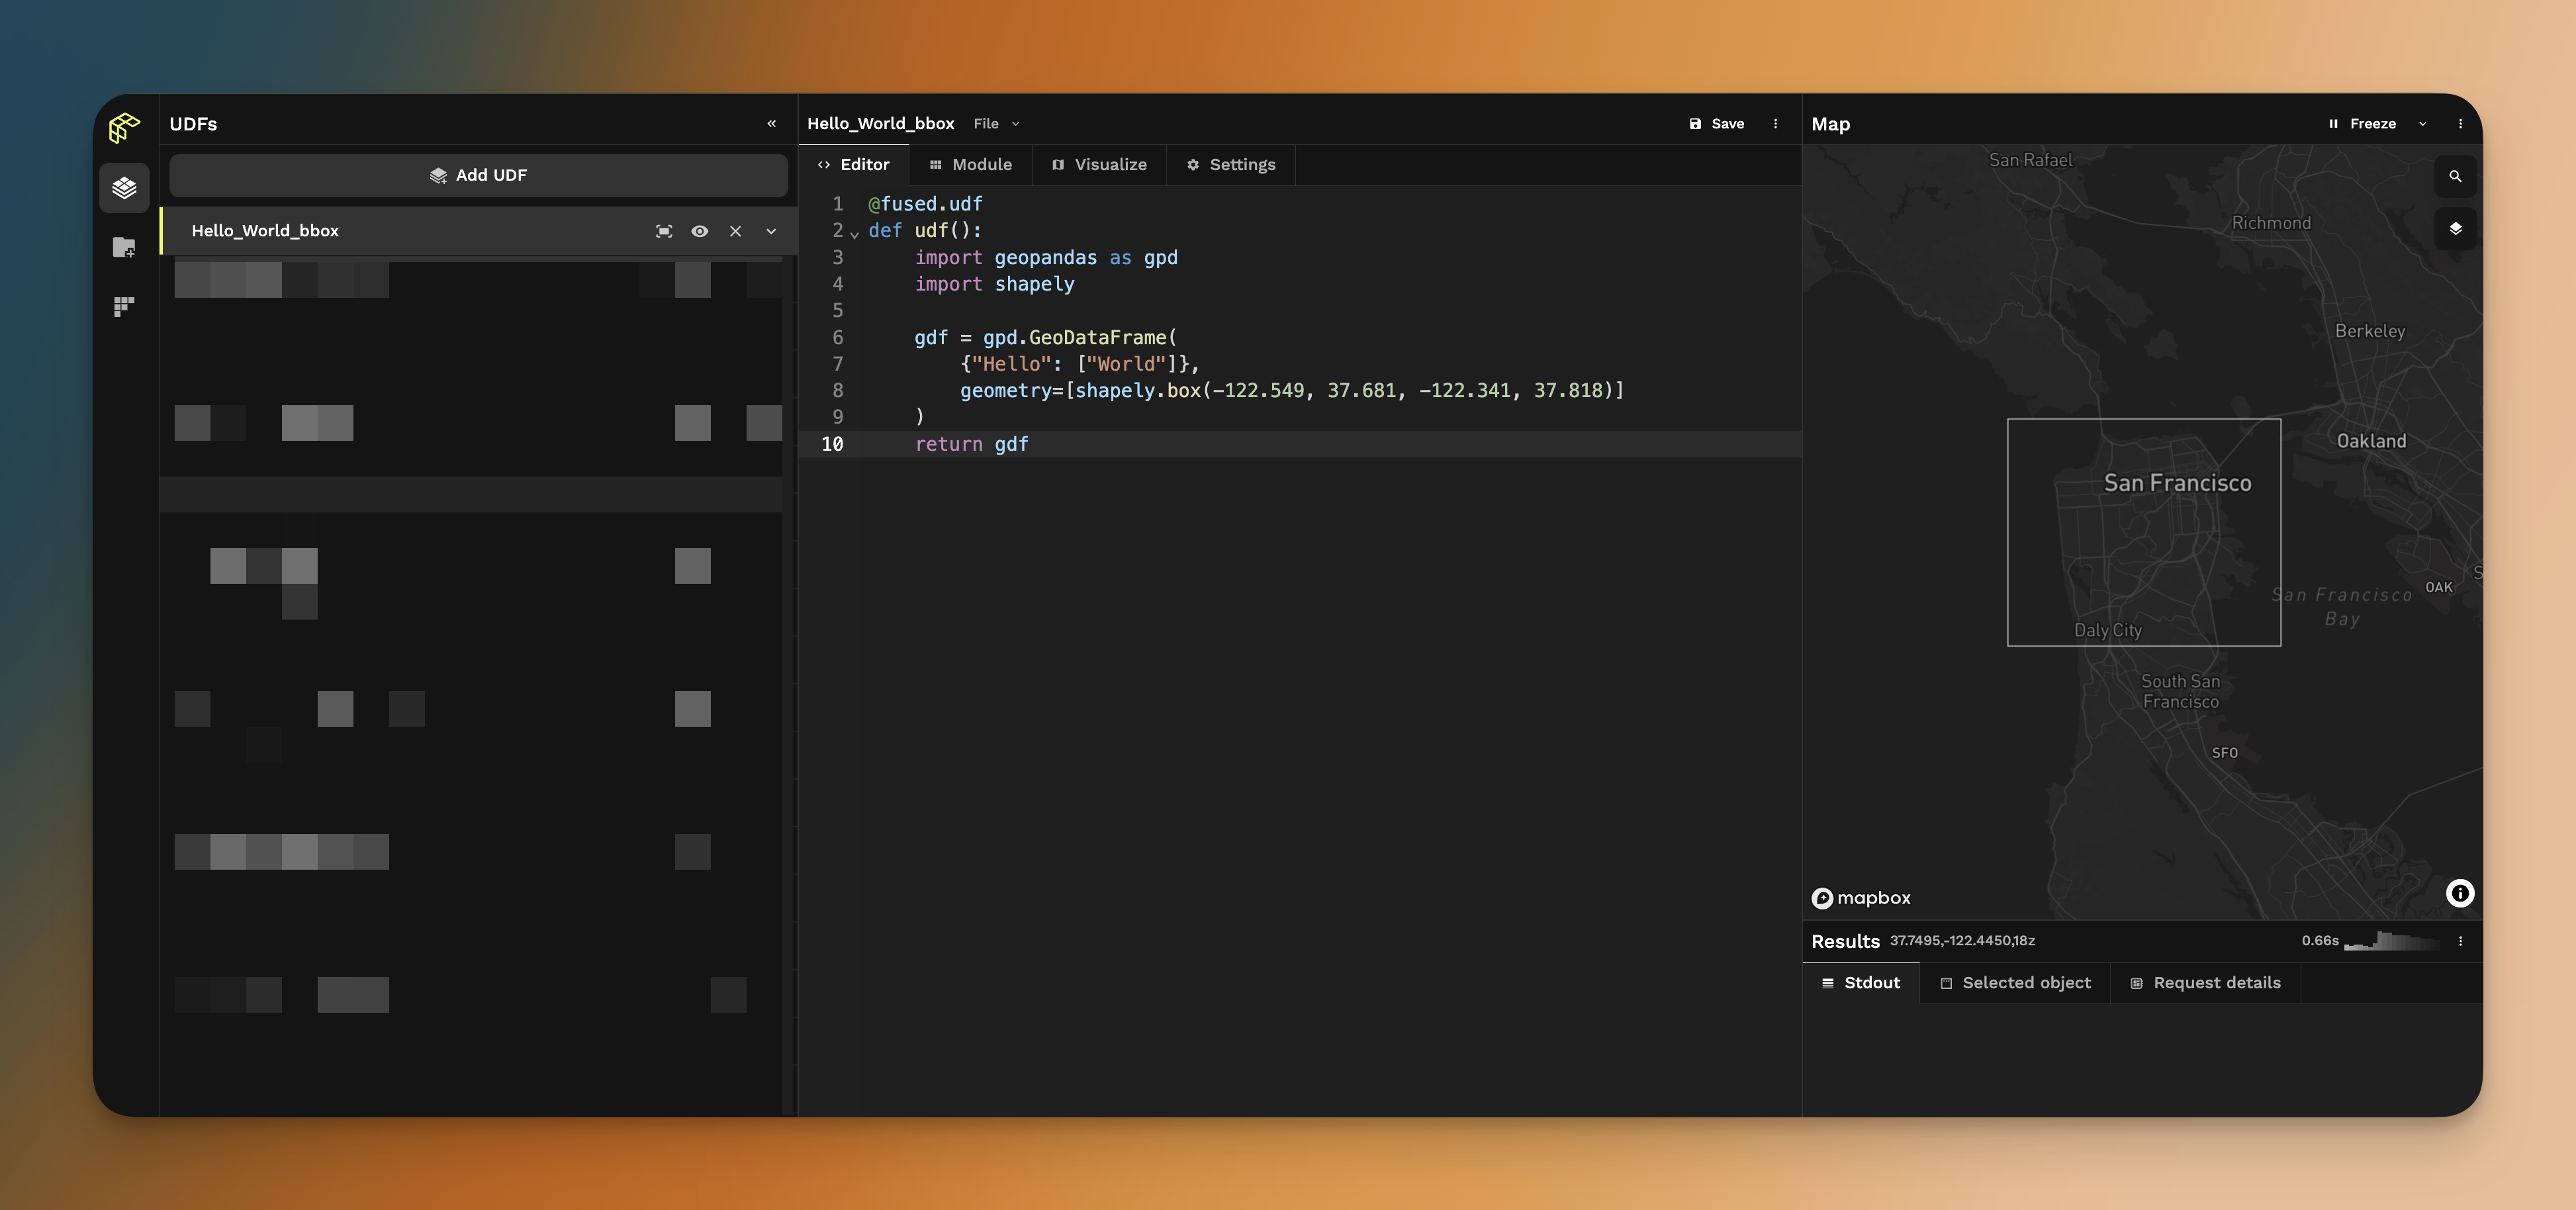 UDFs
Add UDF
Hello_World_bbox
Hello_World_bbox File
Save
Editor Module Visualize Settings
1 @fused.udf
2 def udf():
3 import geopandas as gpd
4 import shapely
5
6 gdf = gpd.GeoDataFrame(
7 {"Hello": ["World"]},
8 geometry=[shapely.box(-122.549, 37.681, -122.341, 37.818)]
9 )
10 return gdf
Map
Freeze
San Rafael
Richmond
Berkeley
Oakland
San Francisco
OAK
S
San Francisco
Bay
Daly City
South San
Francisco
SFO
mapbox
Results 37.7495,-122.4450,18z
0.66s
Stdout Selected object Request details